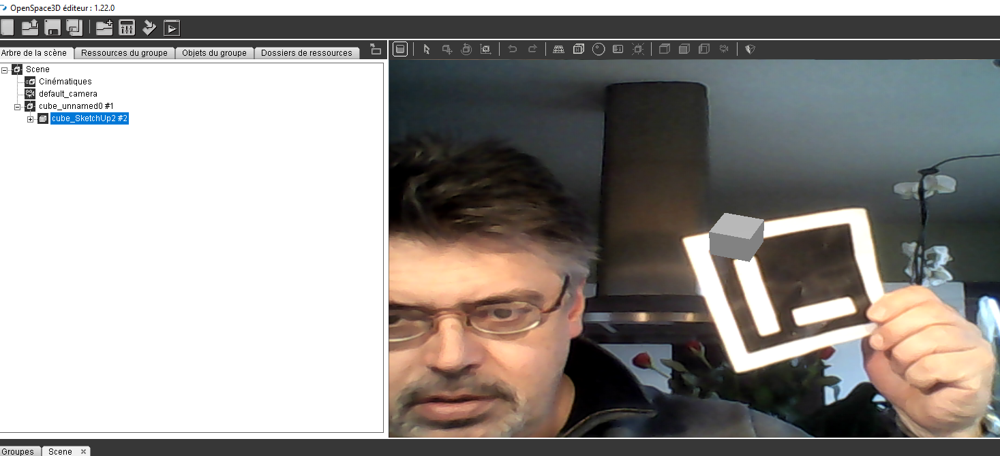 OpenSpace3D éditeur : 1.22.0
Arbre de la scène Ressources du groupe Objets du groupe Dossiers de ressources
Scene
Cinématiques
default_camera
cube_unnamed0 #1
cube_SketchUp2 #2
Groupes Scene